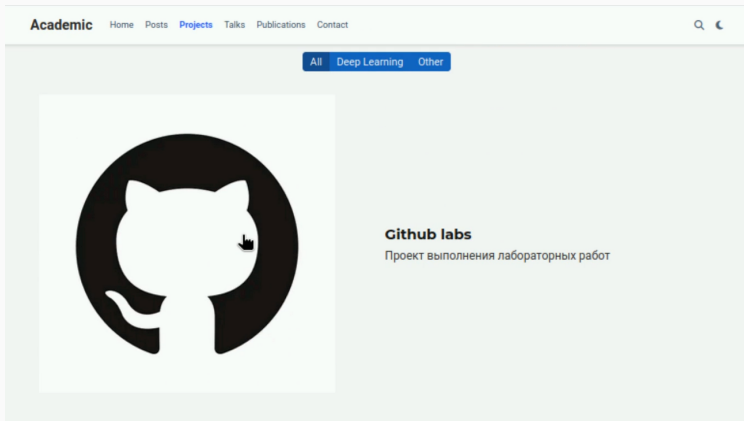 Academic Home Posts Projects Talks Publications Contact
All Deep Learning Other
Github labs
Проект выполнения лабораторных работ